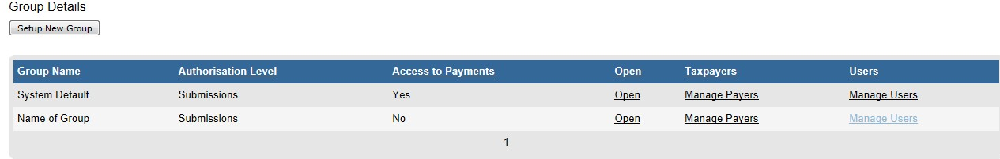 Group Details
Setup New Group
Group Name Authorisation Level Access to Payments Open Taxpayers Users
System Default Submissions Yes Open Manage Payers Manage Users
Name of Group Submissions No Open Manage Payers Manage Users
1